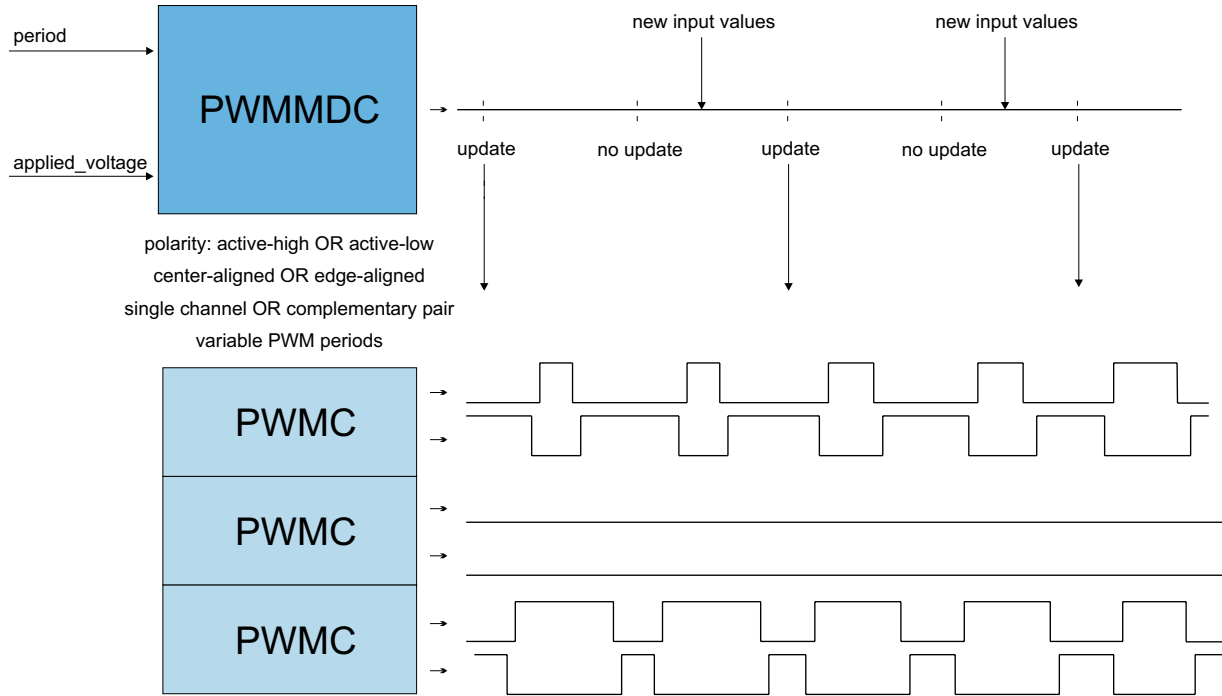 period
applied_voltage
PWMMDC
new input values
new input values
update
no update
update
no update
update
polarity: active-high OR active-low
center-aligned OR edge-aligned
single channel OR complementary pair
variable PWM periods
PWMC
PWMC
PWMC